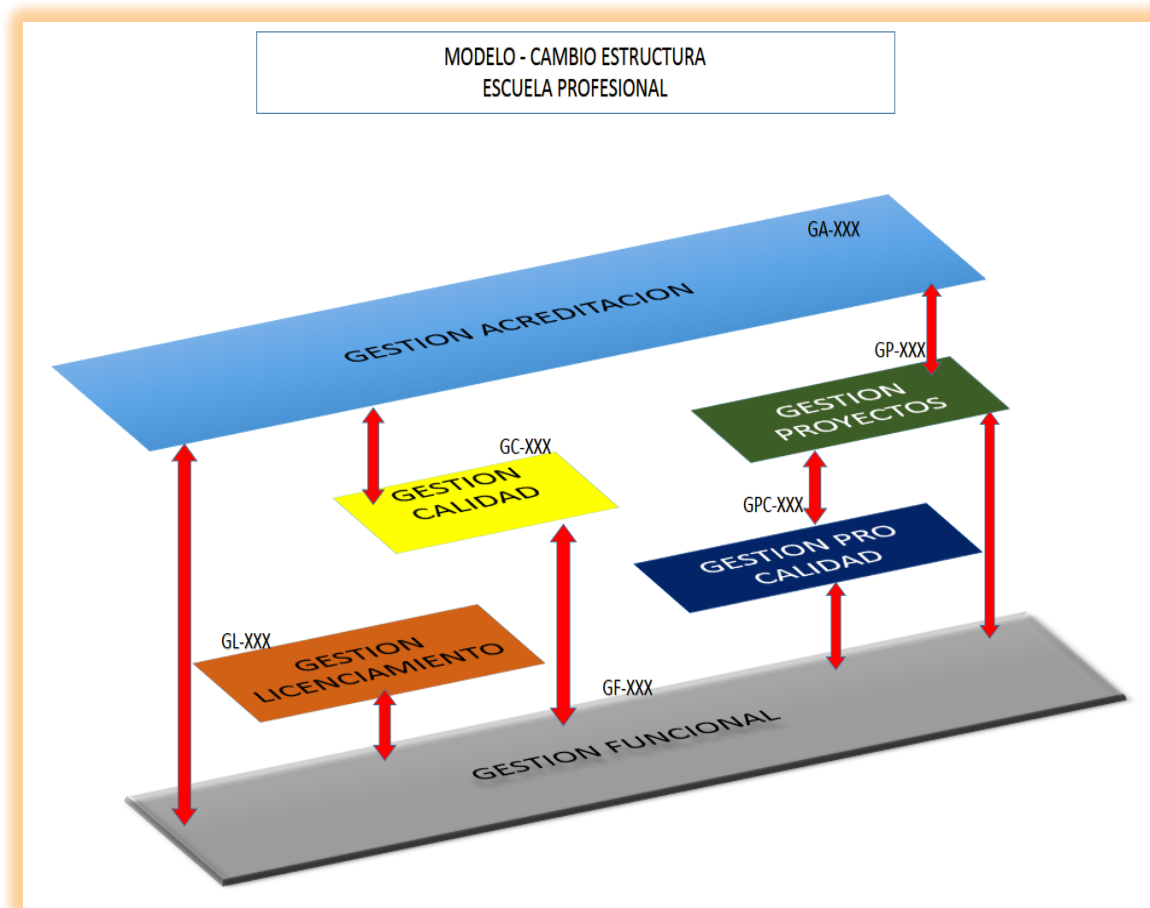 MODELO - CAMBIO ESTRUCTURA
ESCUELA PROFESIONAL
GA-XXX
GESTION ACREDITACION
GP-XXX
GESTION
PROYECTOS
GC-XXX
GESTION
CALIDAD
GPC-XXX
GESTION PRO
CALIDAD
GL-XXX
GESTION
LICENCIAMIENTO
GF-XXX
GESTION FUNCIONAL